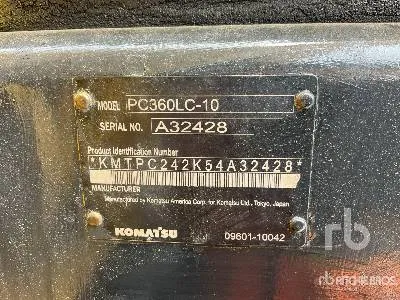 MODEL PC360LC-10
SERIAL NO. A32428
Product Identification Number
*KMTPC242K54A32428*
MANUFACTURER
Manufactured by Komatsu America Corp. for Komatsu Ltd., Tokyo, Japan
KOMATSU
09601-10042
rb
rb
Ritchie Bros.